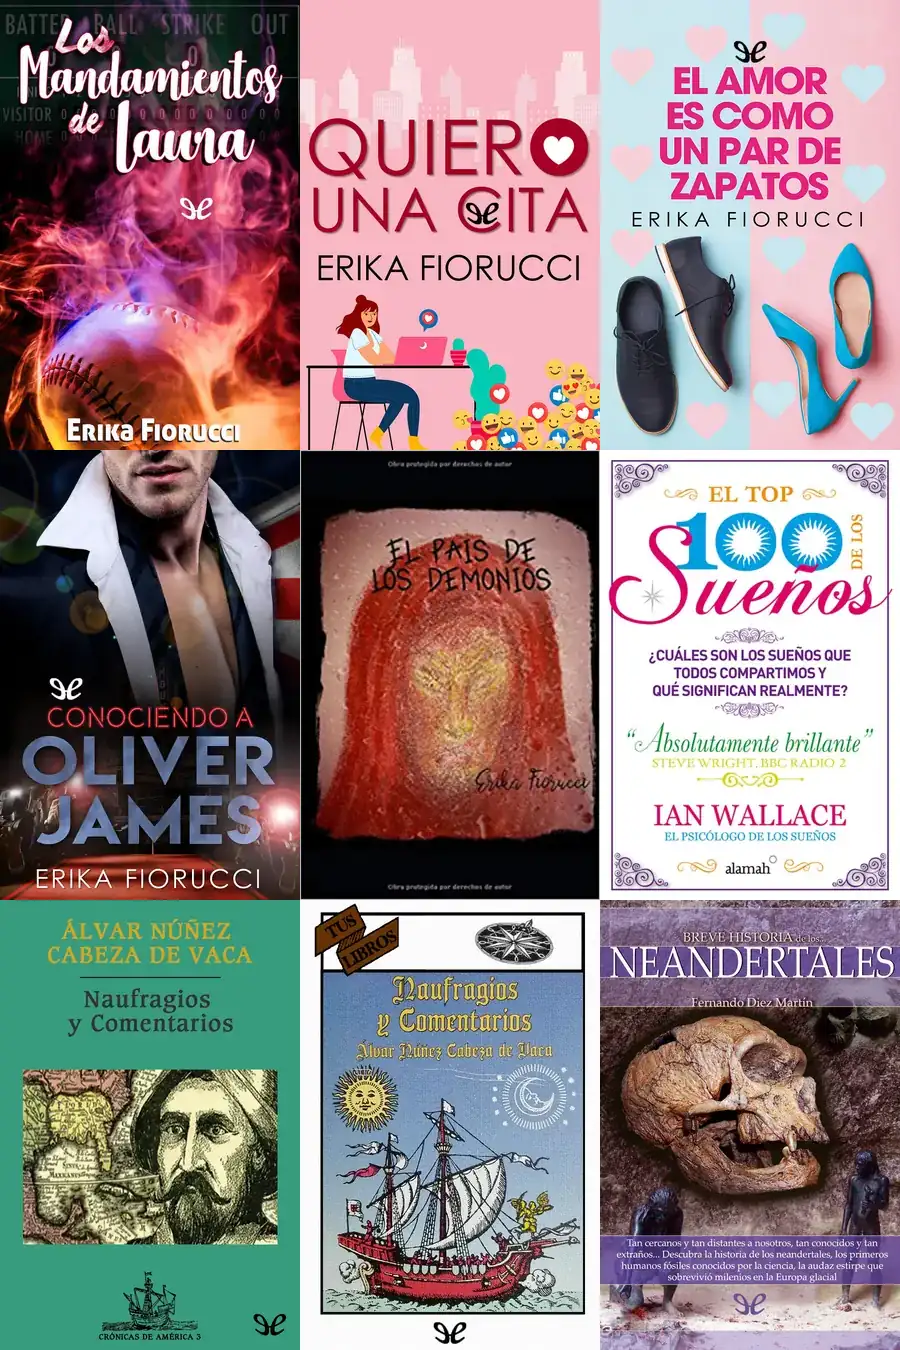 BATTER BALL STRIKE OUT
Los
Mandamientos
de
Laura
VISITOR
HOME
Erika Fiorucci
QUIERO
UNA CITA
ERIKA FIORUCCI
EL AMOR
ES COMO
UN PAR DE
ZAPATOS
ERIKA FIORUCCI
CONOCIENDO A
OLIVER
JAMES
ERIKA FIORUCCI
Obra protegida por derechos de autor
EL PAIS DE
LOS DEMONIOS
Erika Fiorucci
Obra protegida por derechos de autor
EL TOP
100
DE LOS
Sueños
¿CUÁLES SON LOS SUEÑOS QUE
TODOS COMPARTIMOS Y
QUÉ SIGNIFICAN REALMENTE?
“Absolutamente brillante”
STEVE WRIGHT, BBC RADIO 2
IAN WALLACE
EL PSICÓLOGO DE LOS SUEÑOS
alamah
ÁLVAR NÚÑEZ
CABEZA DE VACA
Naufragios
y Comentarios
CRÓNICAS DE AMÉRICA 3
TUS
LIBROS
Naufragios
y Comentarios
Álvar Núñez Cabeza de Vaca
BREVE HISTORIA de los...
NEANDERTALES
Fernando Diez Martín
Tan cercanos y tan distantes a nosotros, tan conocidos y tan
extraños... Descubra la historia de los neandertales, los primeros
humanos fósiles conocidos por la ciencia, la audaz estirpe que
sobrevivió milenios en la Europa glacial